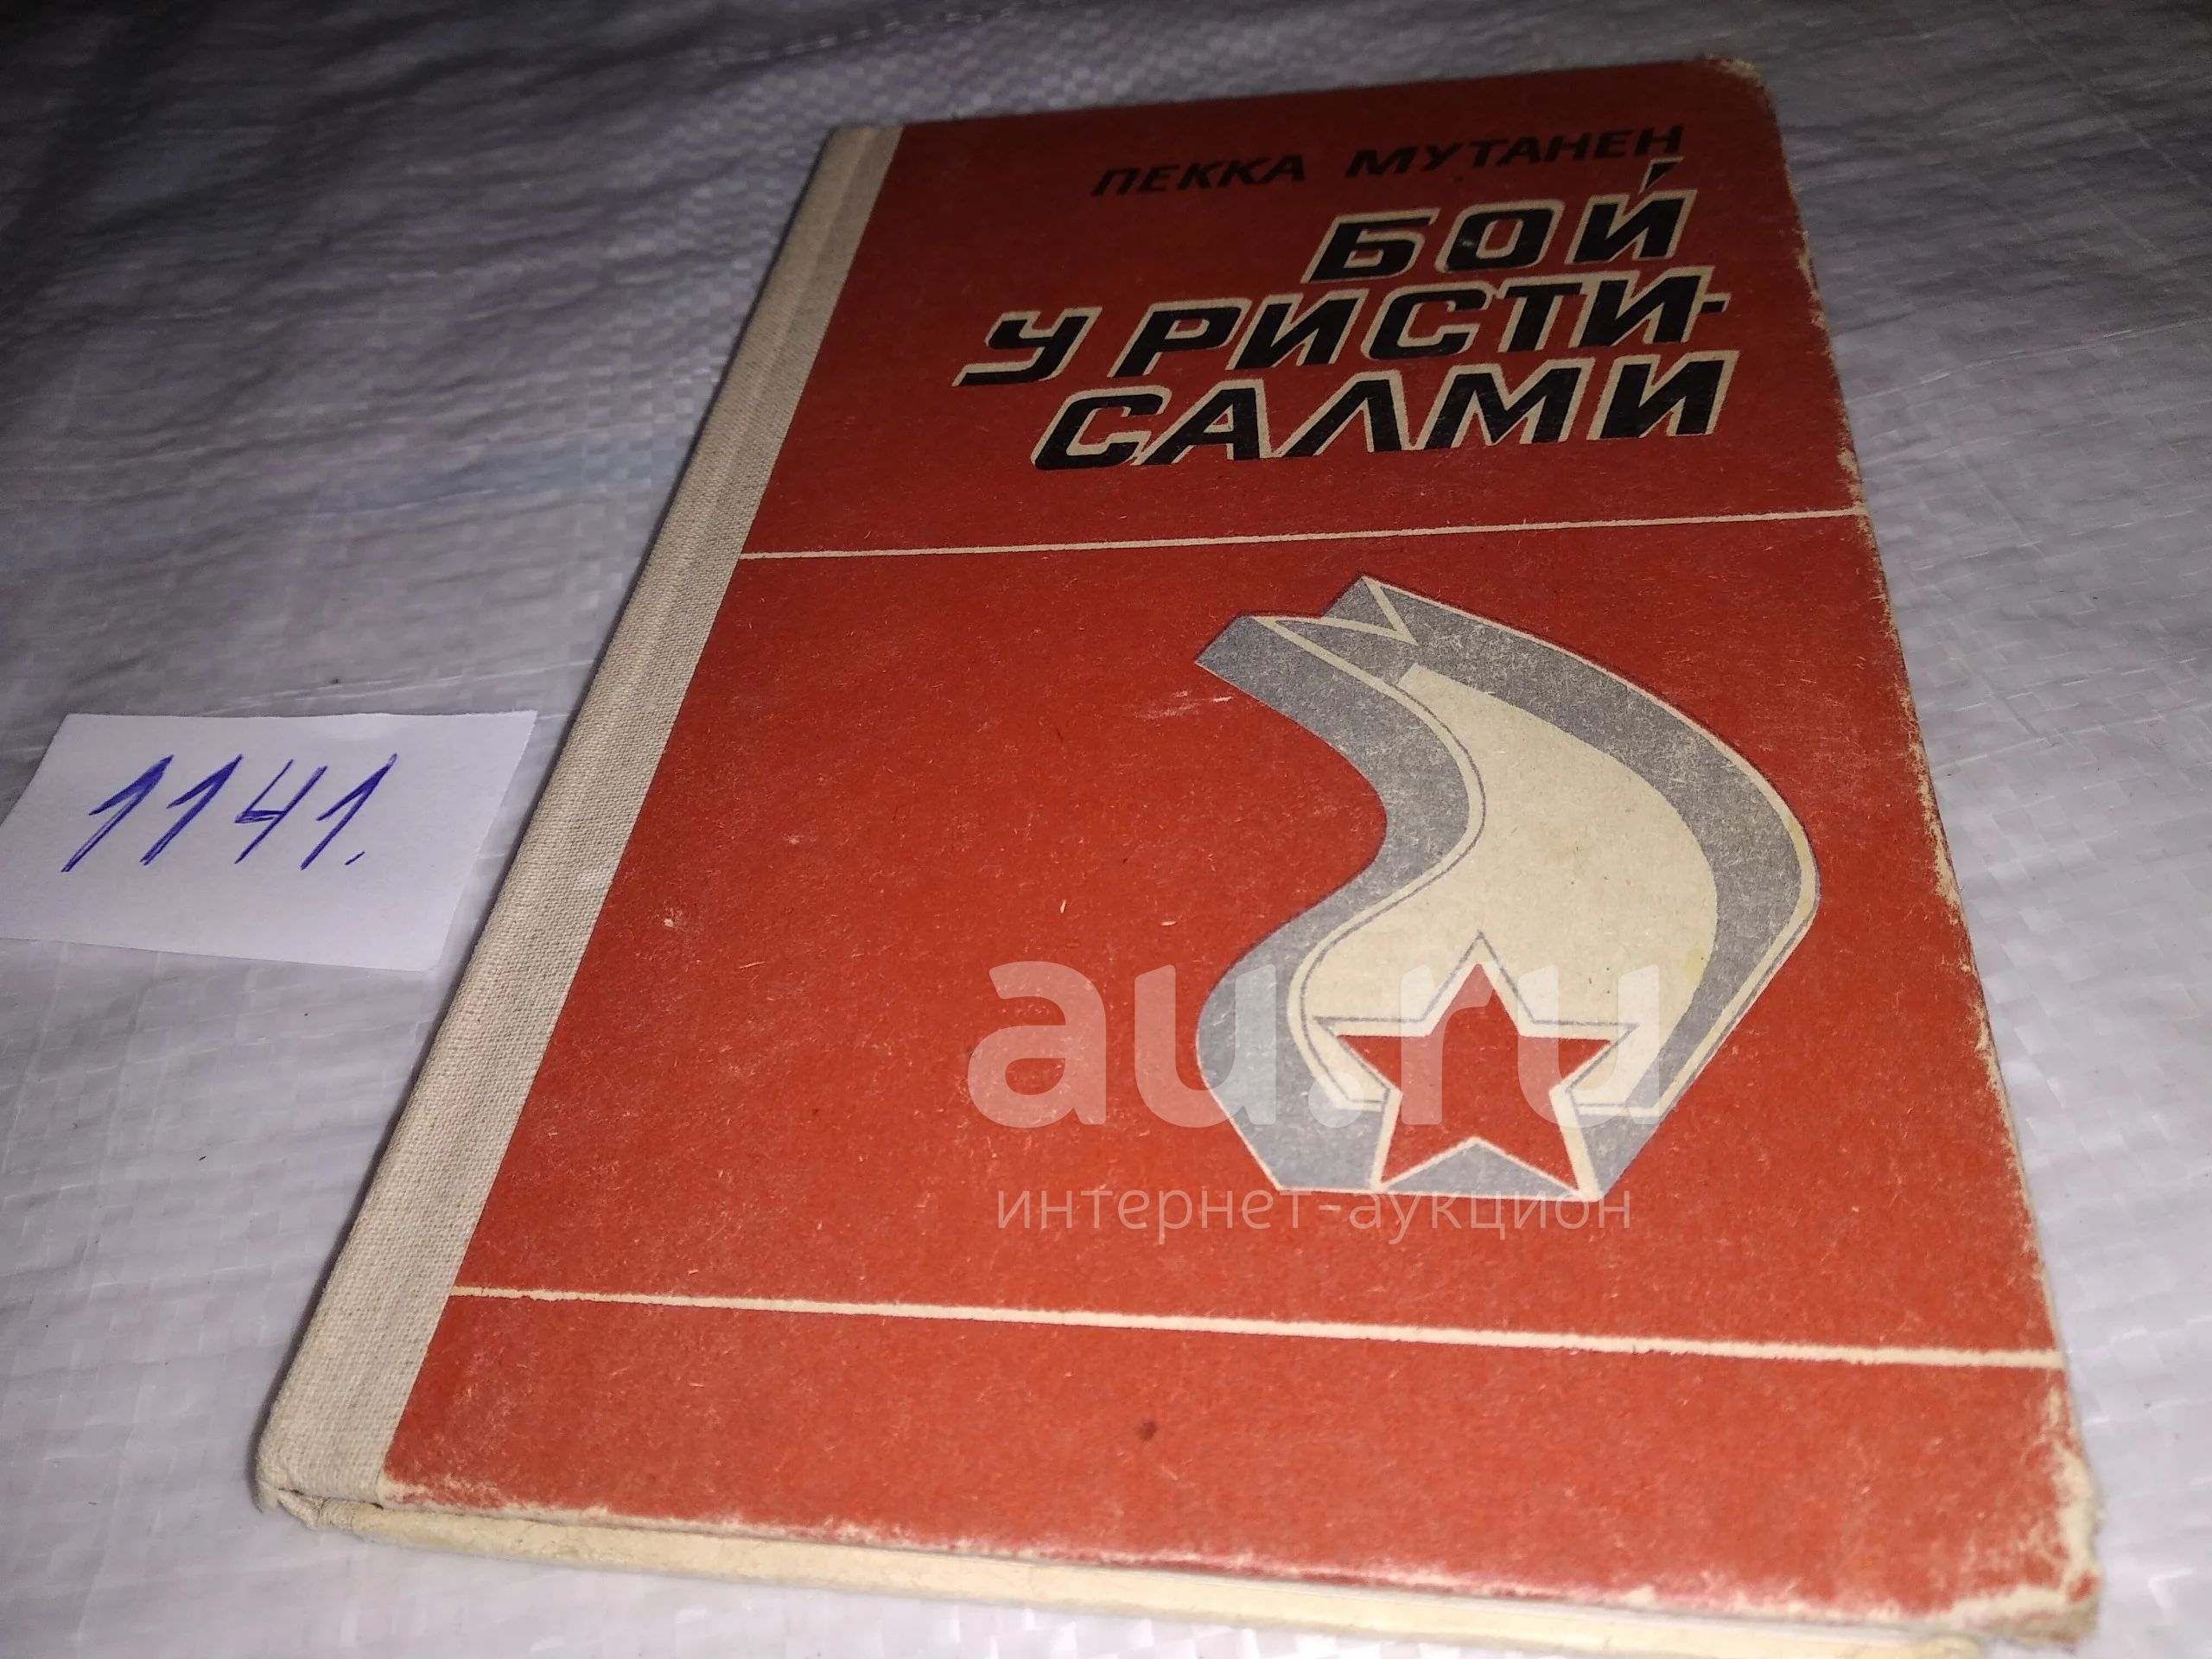 ПЕККА МУТАНЕН
БОЙ
У РИСТИ-
САЛМИ
1141.
au.ru
интернет-аукцион